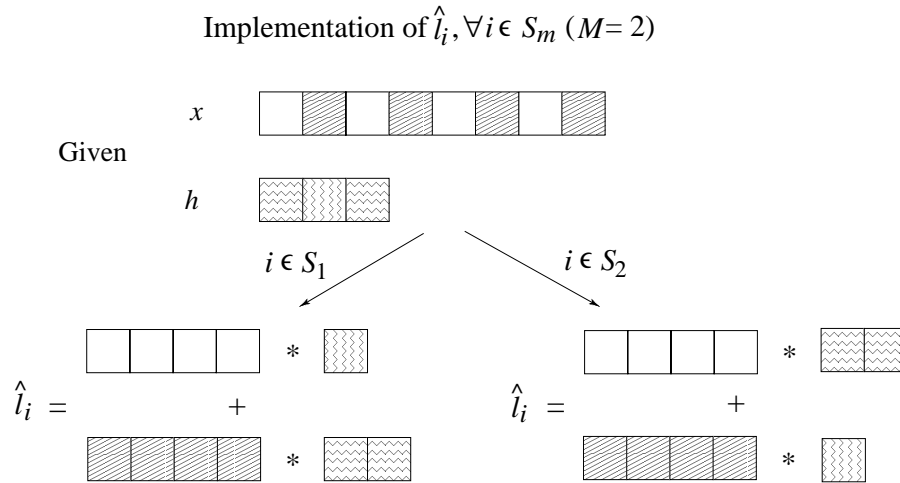 Implementation of l̂ᵢ, ∀i ϵ Sₘ (M= 2)
x
Given
h
i ϵ S₁
i ϵ S₂
*
*
l̂ᵢ = +
l̂ᵢ = +
*
*